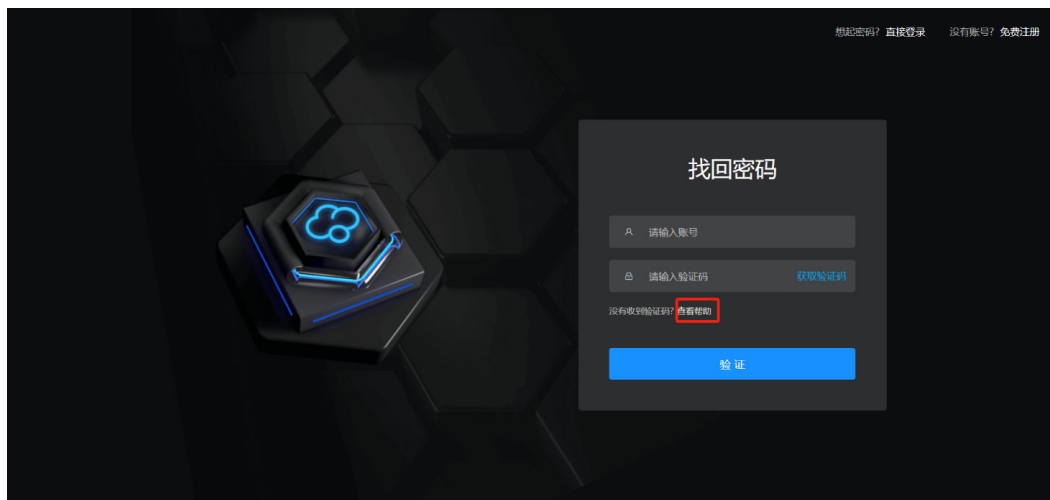 想起密码? 直接登录 没有账号? 免费注册
找回密码
请输入账号
请输入验证码 获取验证码
没有收到验证码? 查看帮助
验 证